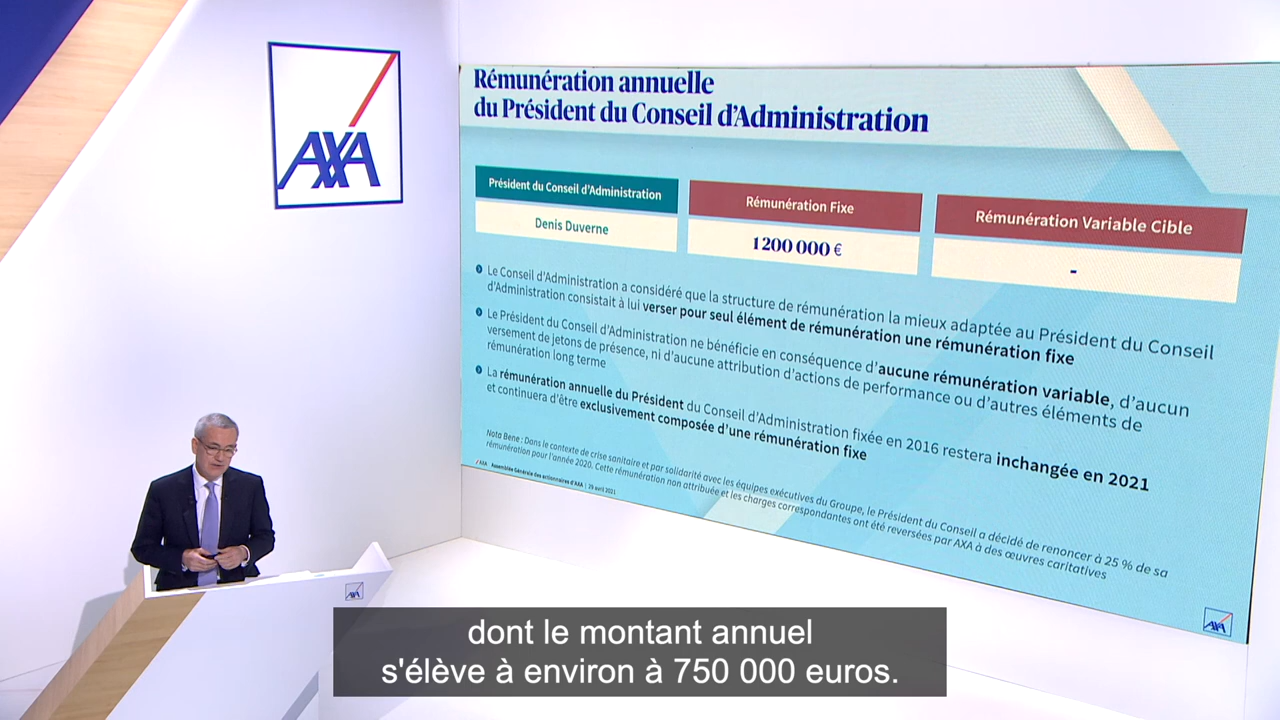 AXA
Rémunération annuelle
du Président du Conseil d'Administration
Président du Conseil d'Administration
Denis Duverne
Rémunération Fixe
1 200 000 €
Rémunération Variable Cible
-
Le Conseil d'Administration a considéré que la structure de rémunération la mieux adaptée au Président du Conseil
d'Administration consistait à lui verser pour seul élément de rémunération une rémunération fixe
Le Président du Conseil d'Administration ne bénéficie en conséquence d'aucune rémunération variable, d'aucun
versement de jetons de présence, ni d'aucune attribution d'actions de performance ou d'autres éléments de
rémunération long terme
La rémunération annuelle du Président du Conseil d'Administration fixée en 2016 restera inchangée en 2021
et continuera d'être exclusivement composée d'une rémunération fixe
Nota Bene : Dans le contexte de crise sanitaire et par solidarité avec les équipes exécutives du Groupe, le Président du Conseil a décidé de renoncer à 25 % de sa
rémunération pour l'année 2020. Cette rémunération non attribuée et les charges correspondantes ont été reversées par AXA à des œuvres caritatives
AXA Assemblée Générale des actionnaires d'AXA | 29 avril 2021
AXA
AXA
dont le montant annuel
s'élève à environ à 750 000 euros.